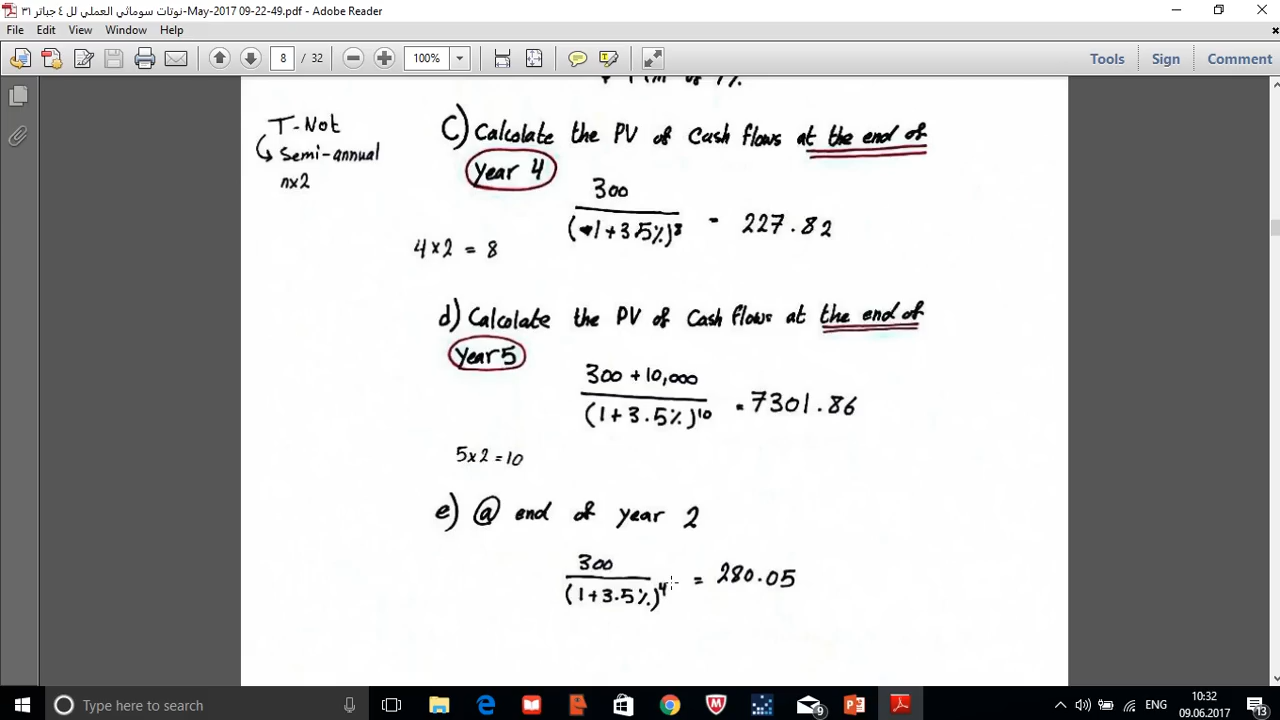 نوتات سوماثي العملي لل ٤ جباتر ٣١-May-2017 09-22-49.pdf - Adobe Reader
File Edit View Window Help
8 / 32 100% Tools Sign Comment
T-Not
Semi-annual
nx2
C) Calculate the PV of Cash flows at the end of
year 4
300
(1+3.5%)^8 = 227.82
4x2 = 8
d) Calculate the PV of Cash flows at the end of
Year 5
300 + 10,000
(1+3.5%)^10 = 7301.86
5x2=10
e) @ end of year 2
300
(1+3.5%)^4 = 280.05
Type here to search
9 ENG 10:32
09.06.2017 13